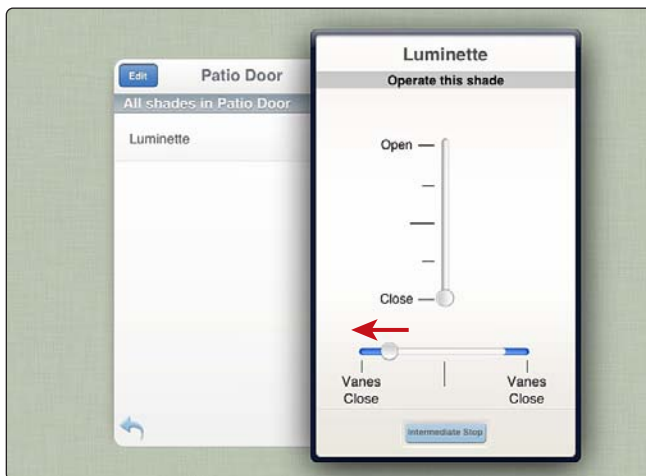 Edit
Patio Door
All shades in Patio Door
Luminette
Luminette
Operate this shade
Open
Close
Vanes
Close
Vanes
Close
Intermediate Stop